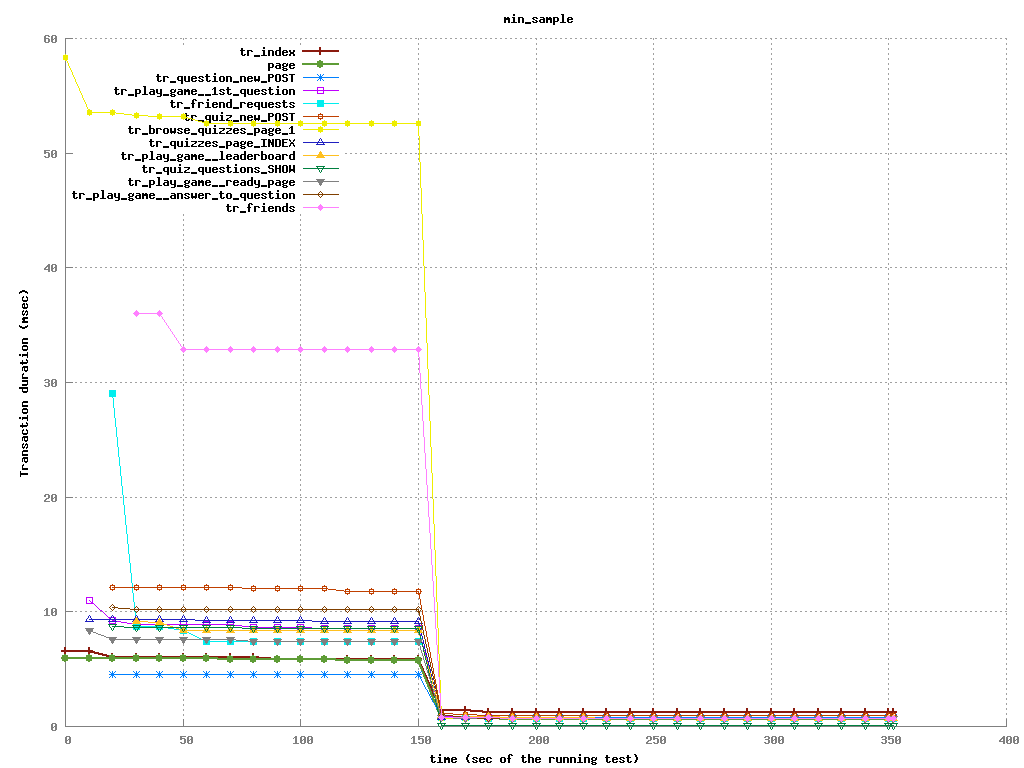 min_sample
60
50
40
30
20
10
0
Transaction duration (msec)
tr_index
page
tr_question_new_POST
tr_play_game__1st_question
tr_friend_requests
tr_quiz_new_POST
tr_browse_quizzes_page_1
tr_quizzes_page_INDEX
tr_play_game__leaderboard
tr_quiz_questions_SHOW
tr_play_game__ready_page
tr_play_game__answer_to_question
tr_friends
0 50 100 150 200 250 300 350 400
time (sec of the running test)